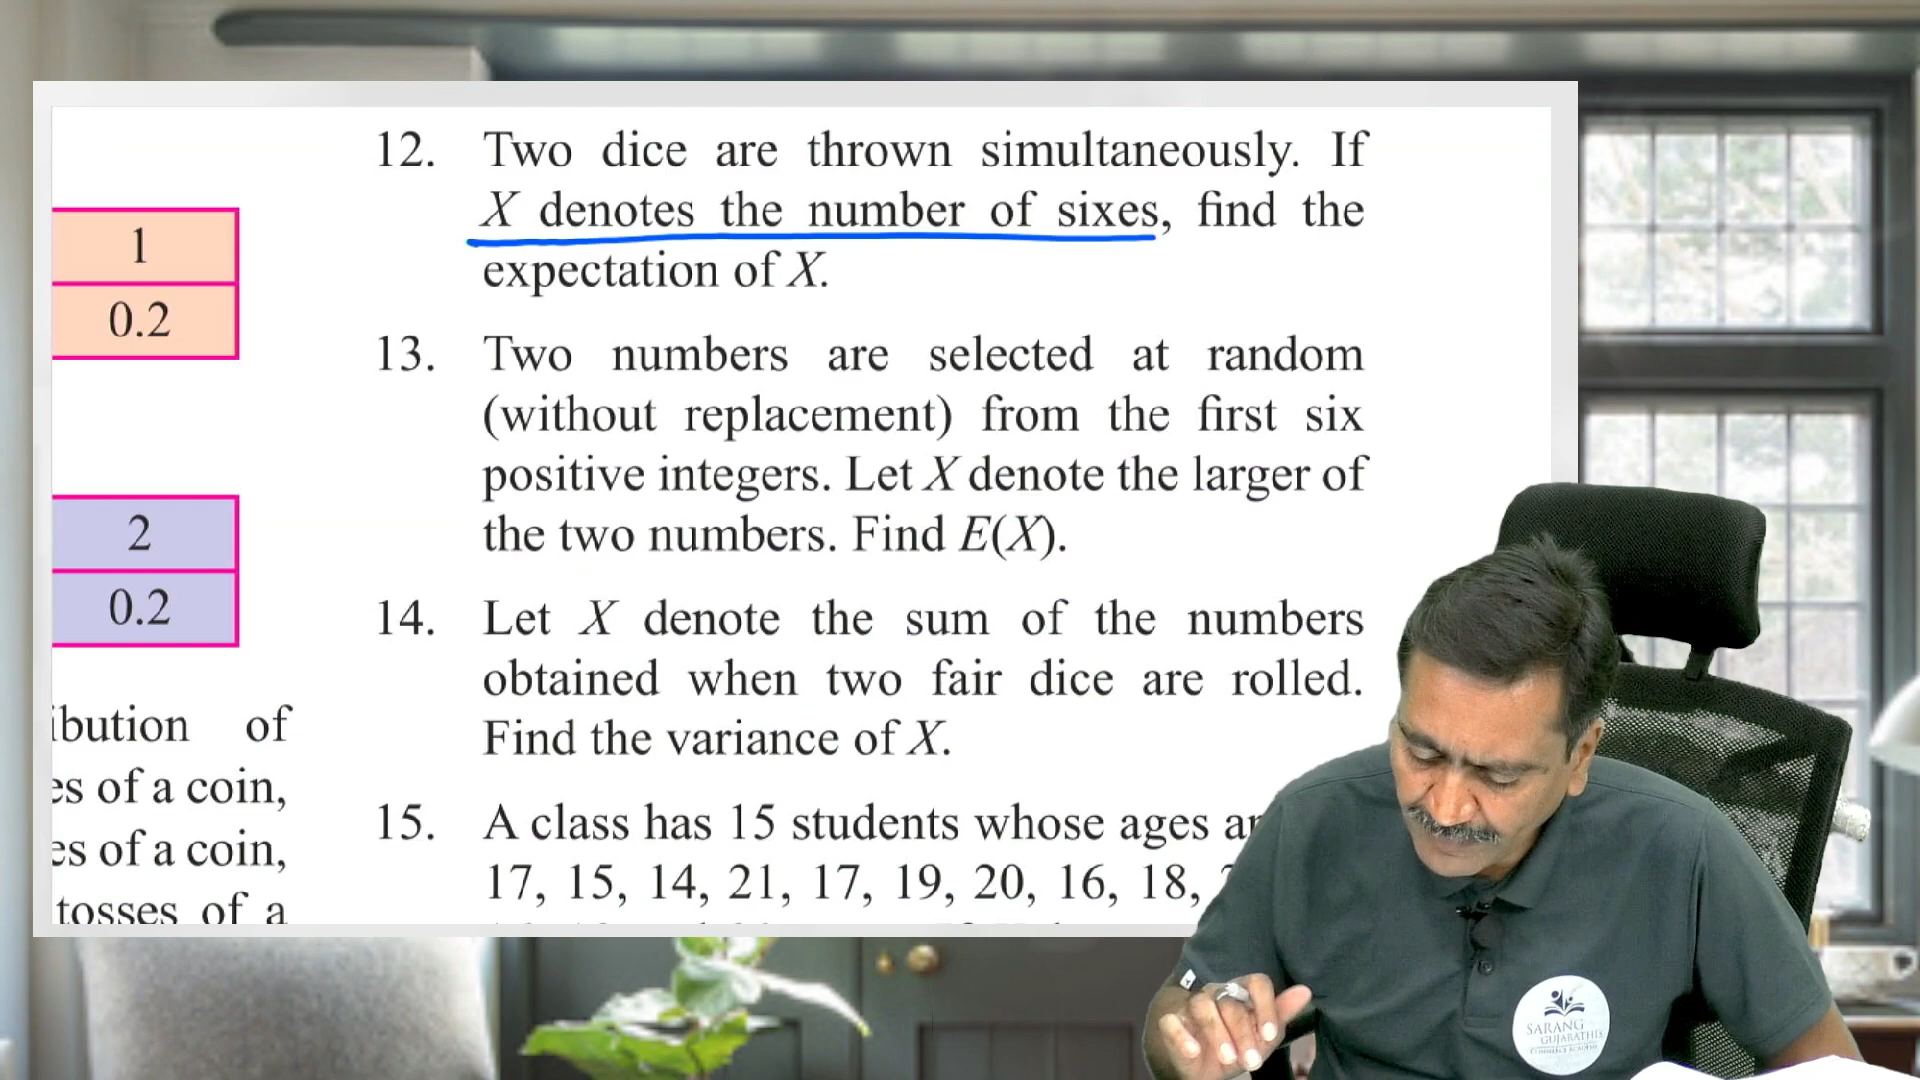 1
0.2
2
0.2
ibution of
es of a coin,
es of a coin,
tosses of a
12. Two dice are thrown simultaneously. If
X denotes the number of sixes, find the
expectation of X.
13. Two numbers are selected at random
(without replacement) from the first six
positive integers. Let X denote the larger of
the two numbers. Find E(X).
14. Let X denote the sum of the numbers
obtained when two fair dice are rolled.
Find the variance of X.
15. A class has 15 students whose ages ar
17, 15, 14, 21, 17, 19, 20, 16, 18,
SARANG
GUJARATHIS
COMMERCE ACADEMY